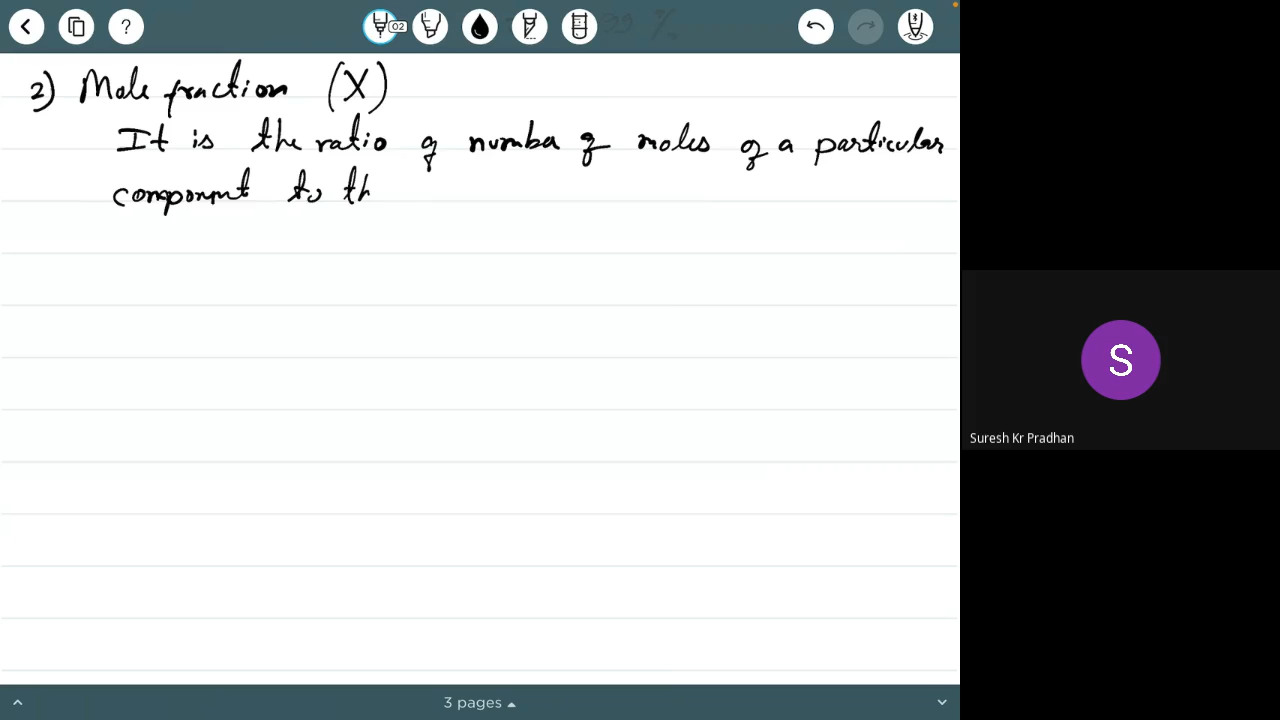 02
2) Mole fraction (X)
It is the ratio of number of moles of a particular
component to th
S
Suresh Kr Pradhan
3 pages